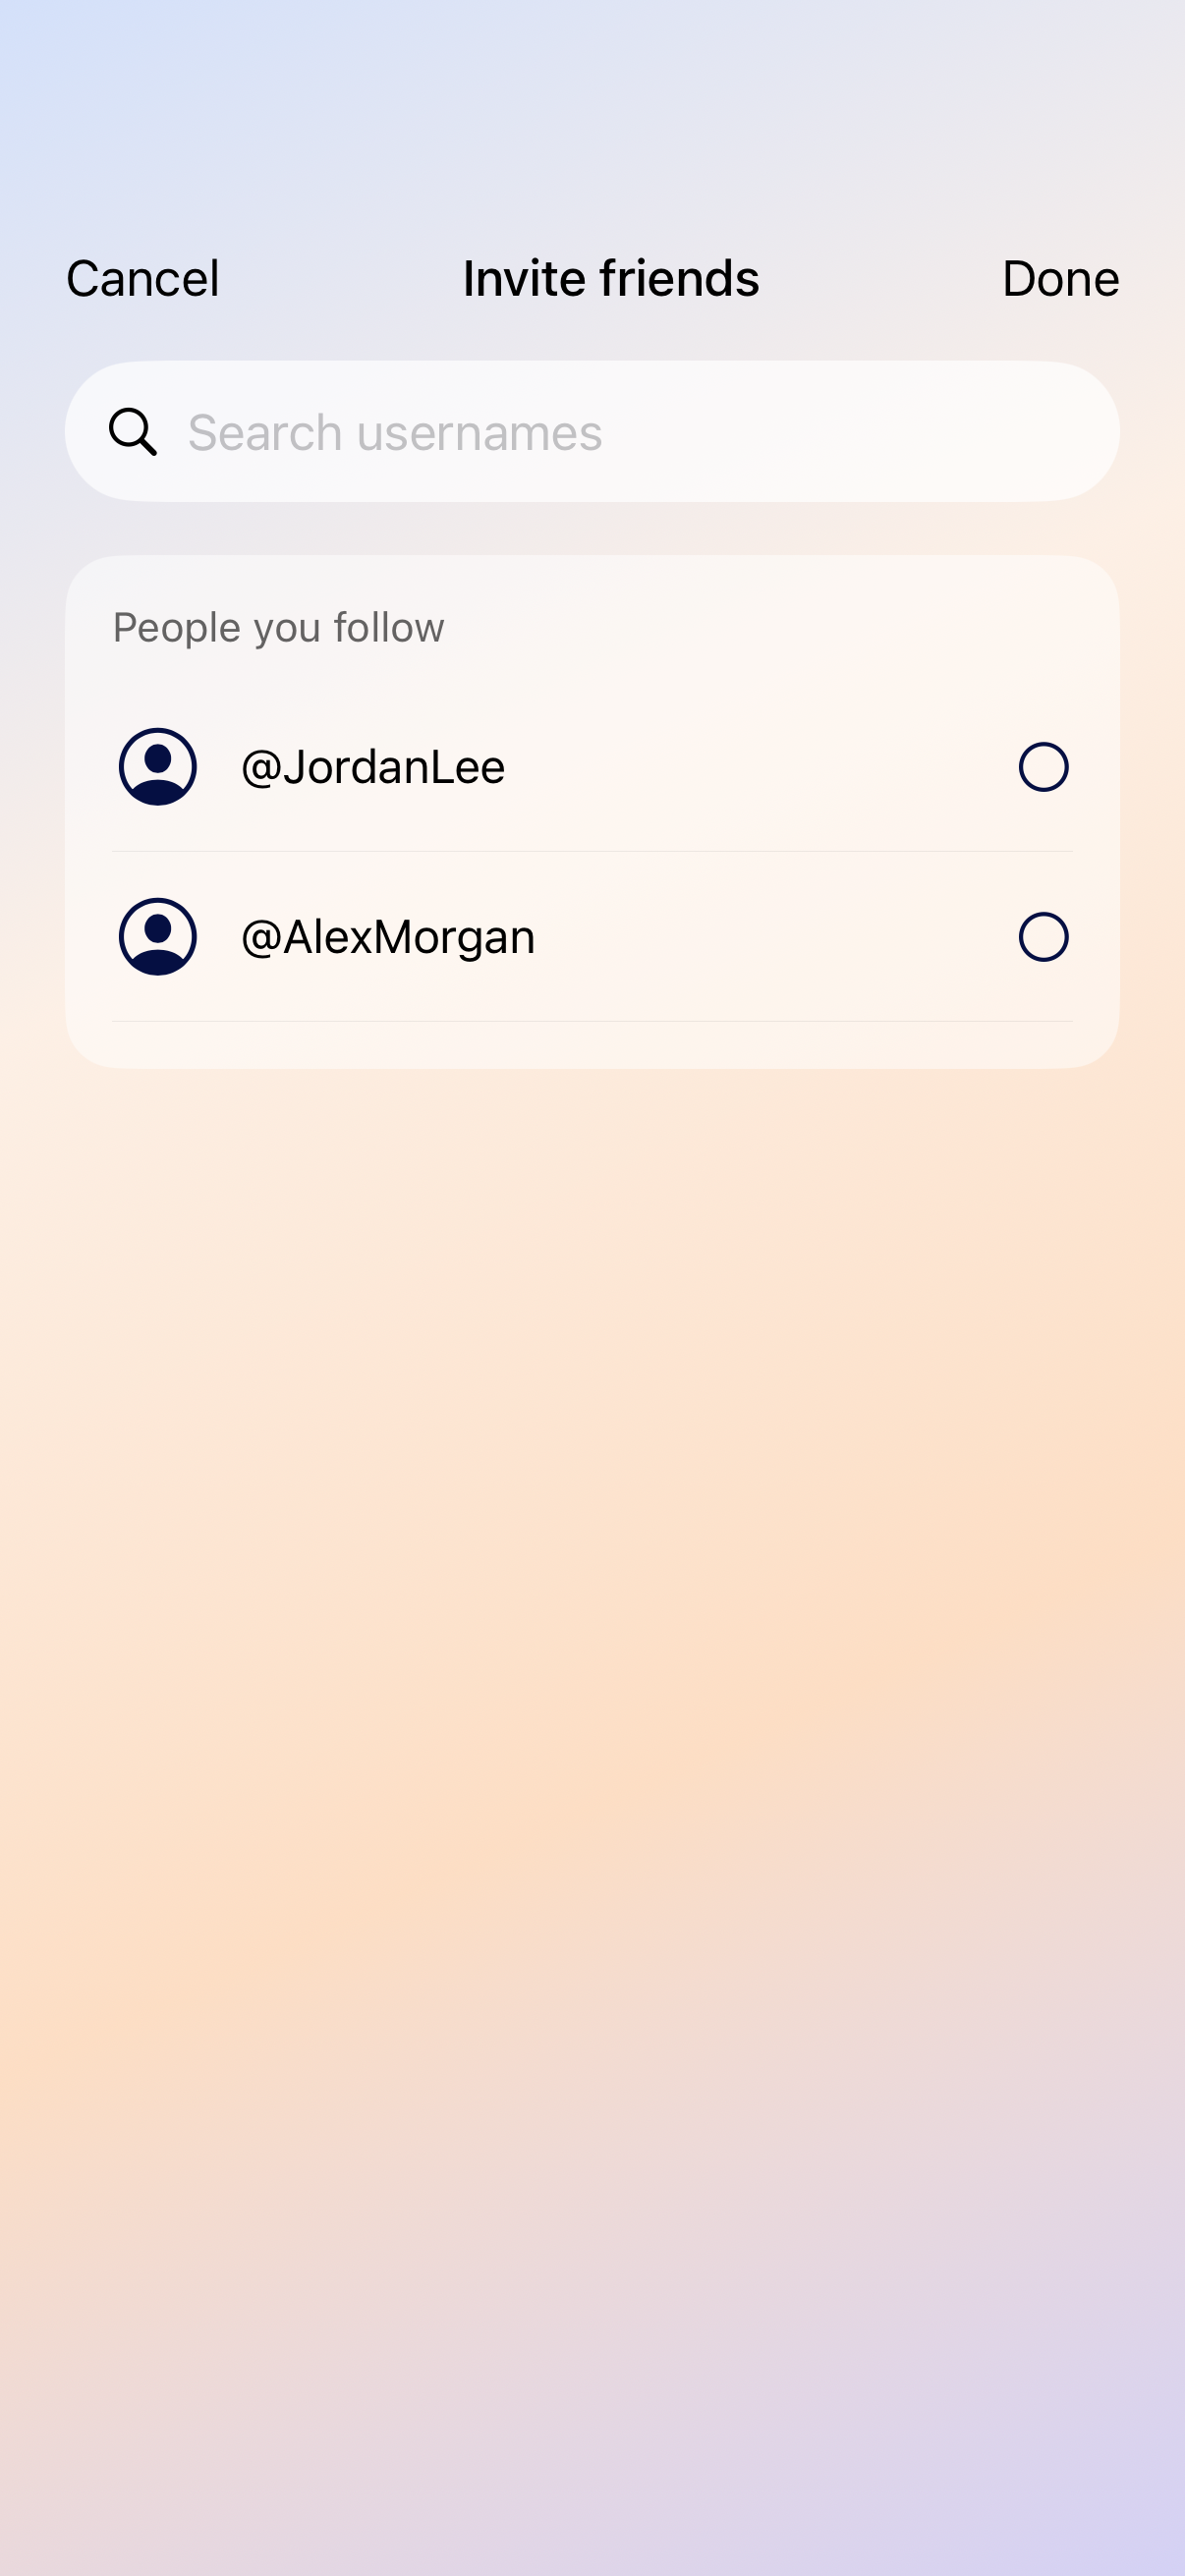 Cancel
Invite friends
Done
Search usernames
People you follow
@JordanLee
@AlexMorgan